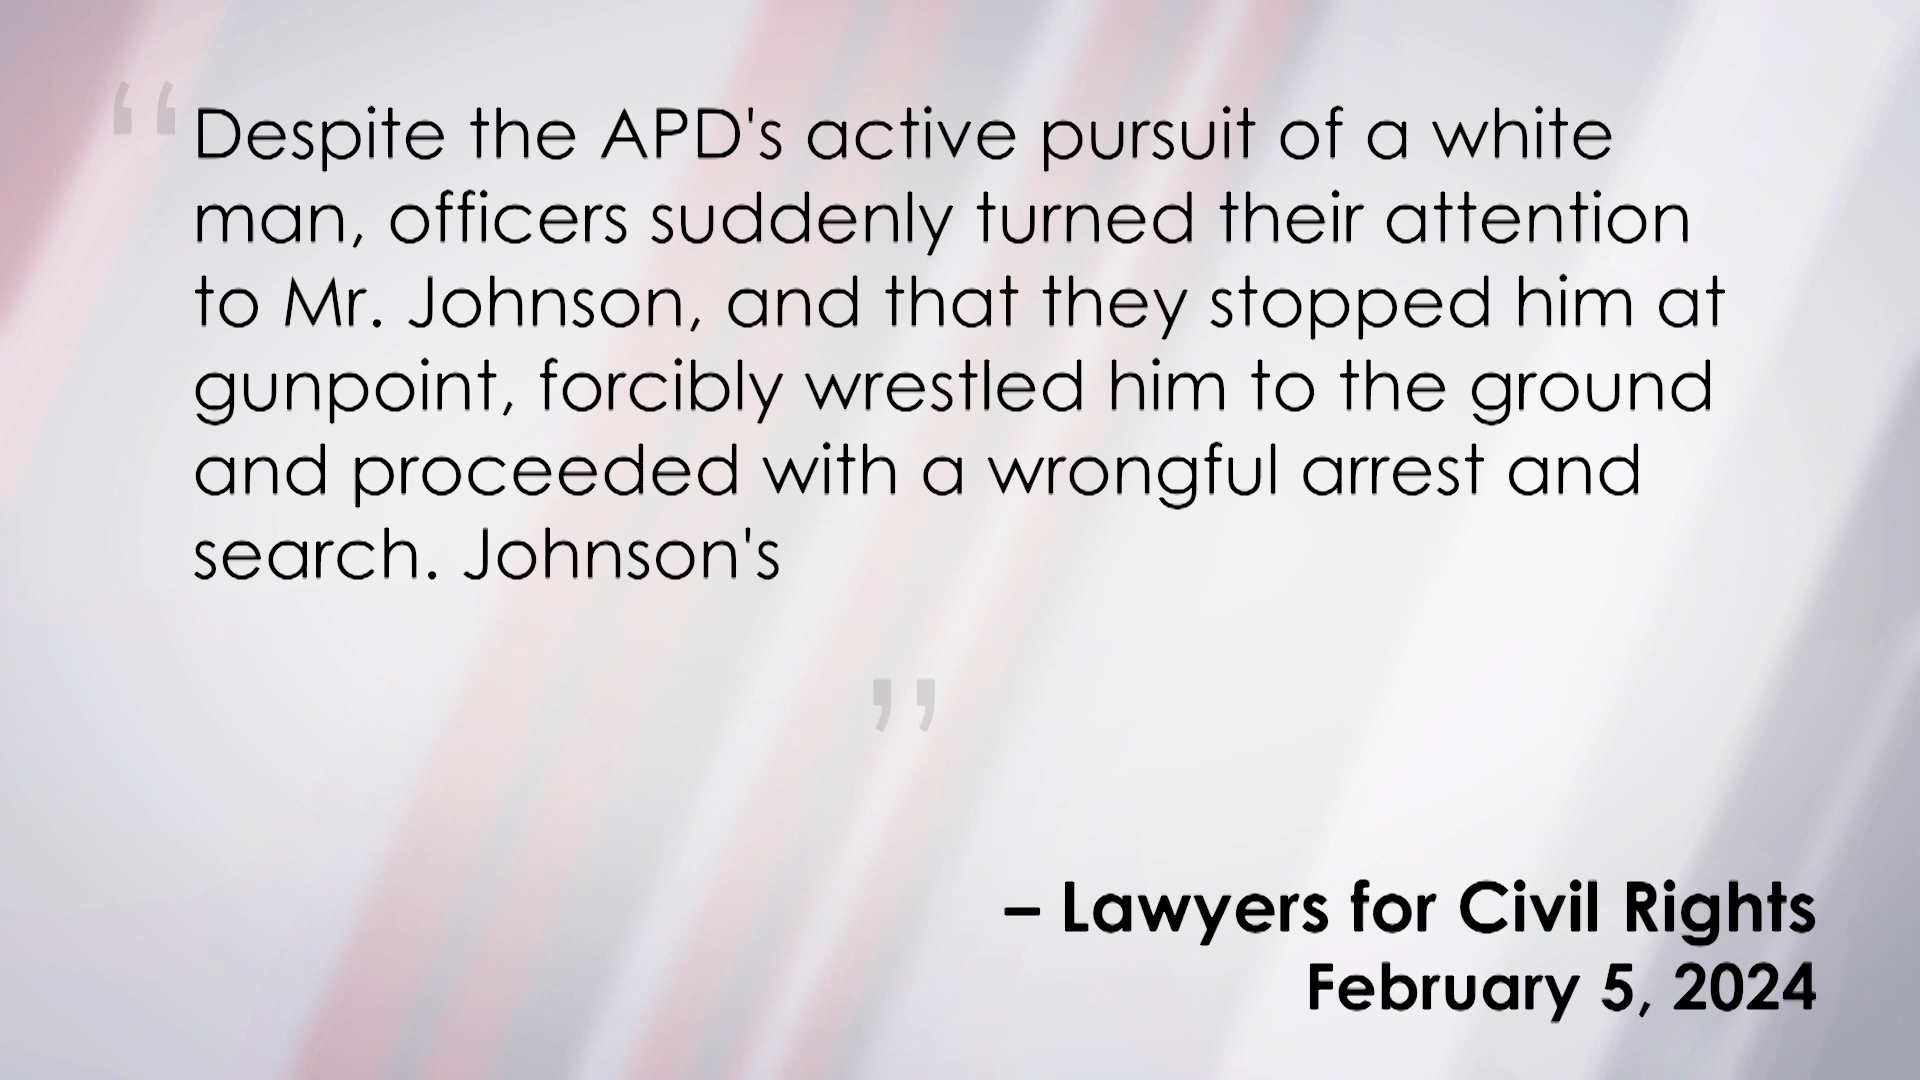 “Despite the APD's active pursuit of a white
man, officers suddenly turned their attention
to Mr. Johnson, and that they stopped him at
gunpoint, forcibly wrestled him to the ground
and proceeded with a wrongful arrest and
search. Johnson's
”
– Lawyers for Civil Rights
February 5, 2024